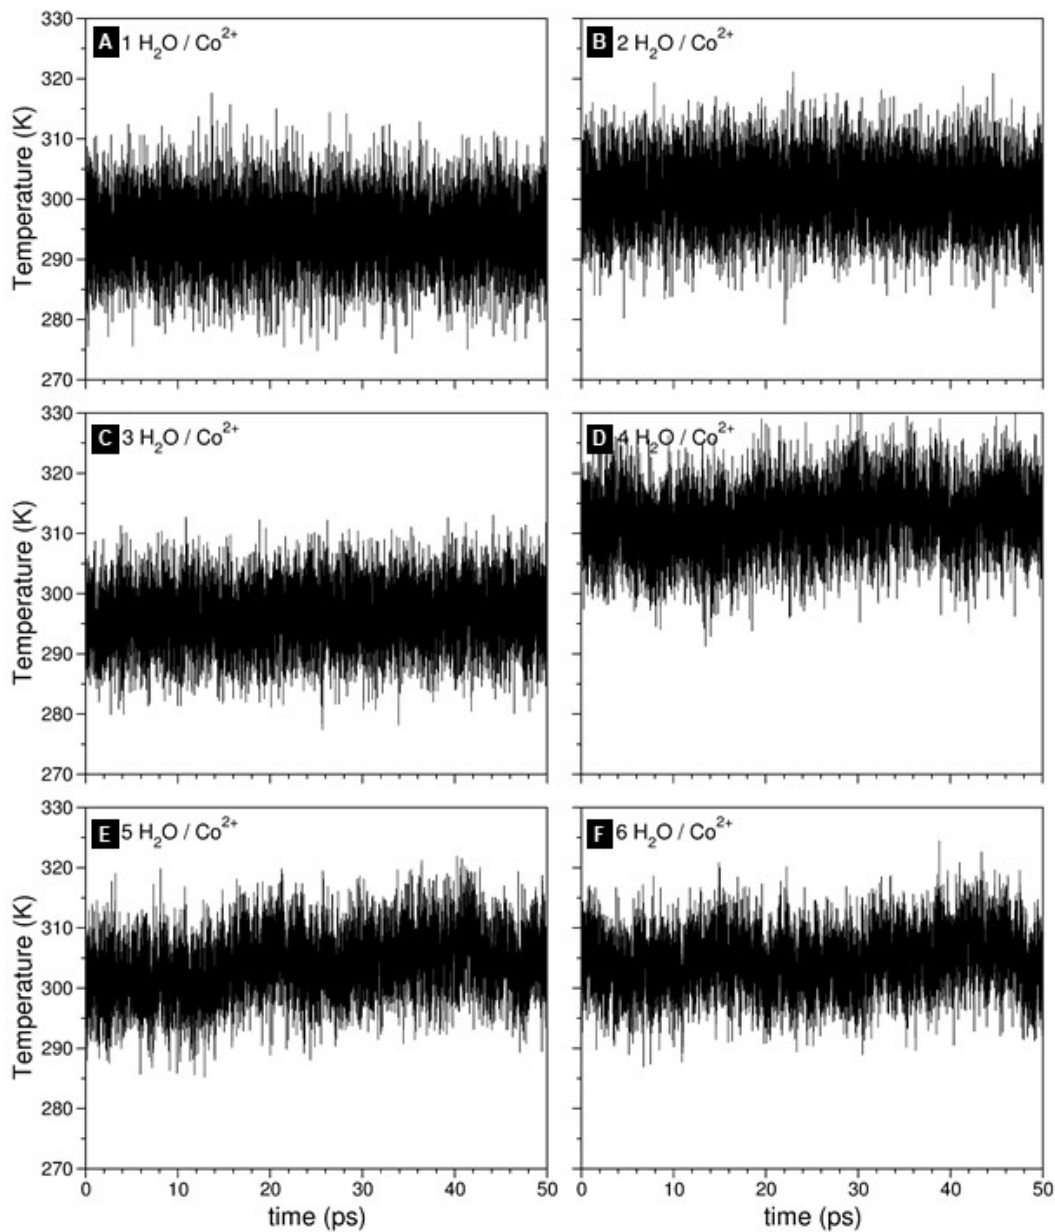 330
320
310
300
290
280
270
Temperature (K)
A 1 H₂O / Co²⁺
B 2 H₂O / Co²⁺
330
320
310
300
290
280
270
Temperature (K)
C 3 H₂O / Co²⁺
D 4 H₂O / Co²⁺
330
320
310
300
290
280
270
Temperature (K)
E 5 H₂O / Co²⁺
F 6 H₂O / Co²⁺
0 10 20 30 40 50
0 10 20 30 40 50
time (ps)
time (ps)